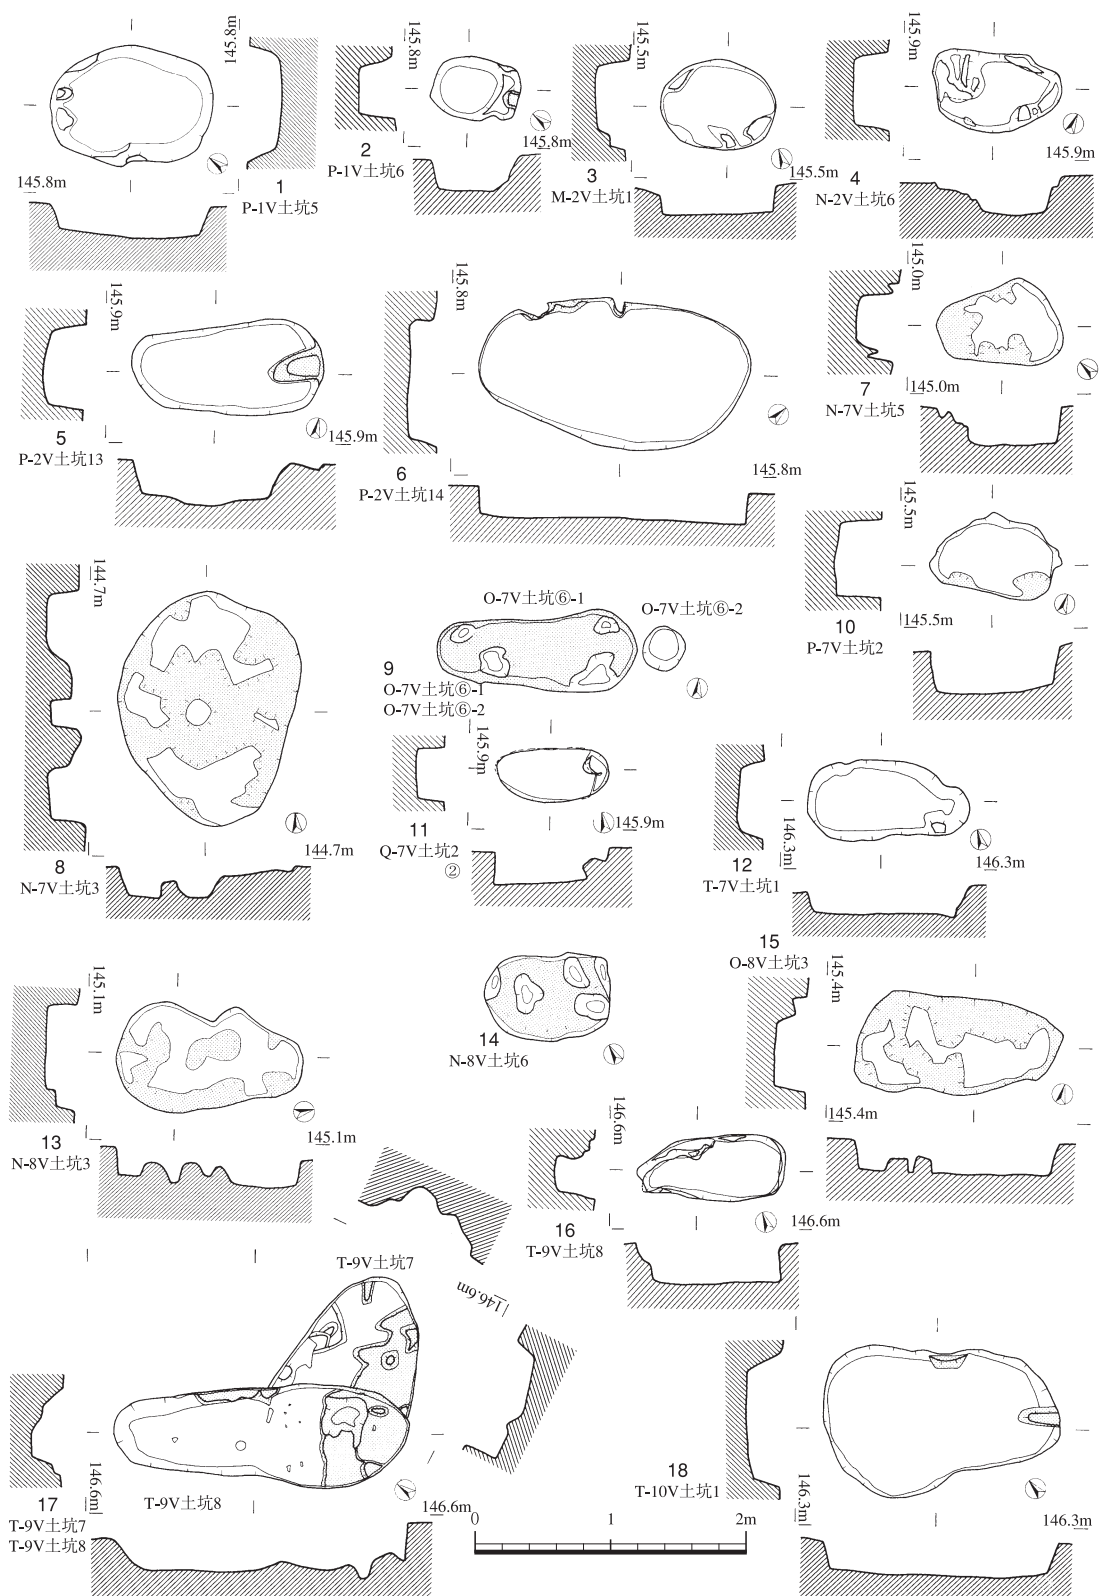 145.8m
145.8m
1
P-1V土坑5
145.8m
145.8m
2
P-1V土坑6
145.5m
145.5m
3
M-2V土坑1
145.9m
145.9m
4
N-2V土坑6
145.9m
145.9m
5
P-2V土坑13
145.8m
145.8m
6
P-2V土坑14
145.0m
145.0m
7
N-7V土坑5
144.7m
144.7m
8
N-7V土坑3
O-7V土坑⑥-1
O-7V土坑⑥-2
9
O-7V土坑⑥-1
O-7V土坑⑥-2
145.5m
145.5m
10
P-7V土坑2
145.9m
145.9m
11
Q-7V土坑2
②
146.3m
146.3m
12
T-7V土坑1
145.1m
145.1m
13
N-8V土坑3
14
N-8V土坑6
15
O-8V土坑3
145.4m
145.4m
146.6m
146.6m
16
T-9V土坑8
T-9V土坑7
146.6m
T-9V土坑8
146.6m
146.6m
17
T-9V土坑7
T-9V土坑8
18
T-10V土坑1
146.3m
146.3m
0 1 2m